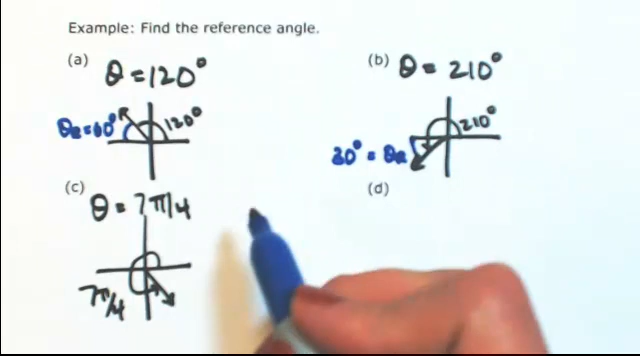 Example: Find the reference angle.
(a) θ = 120°
120°
θR = 60°
(b) θ = 210°
210°
30° = θR
(c) θ = 7π/4
7π/4
(d)